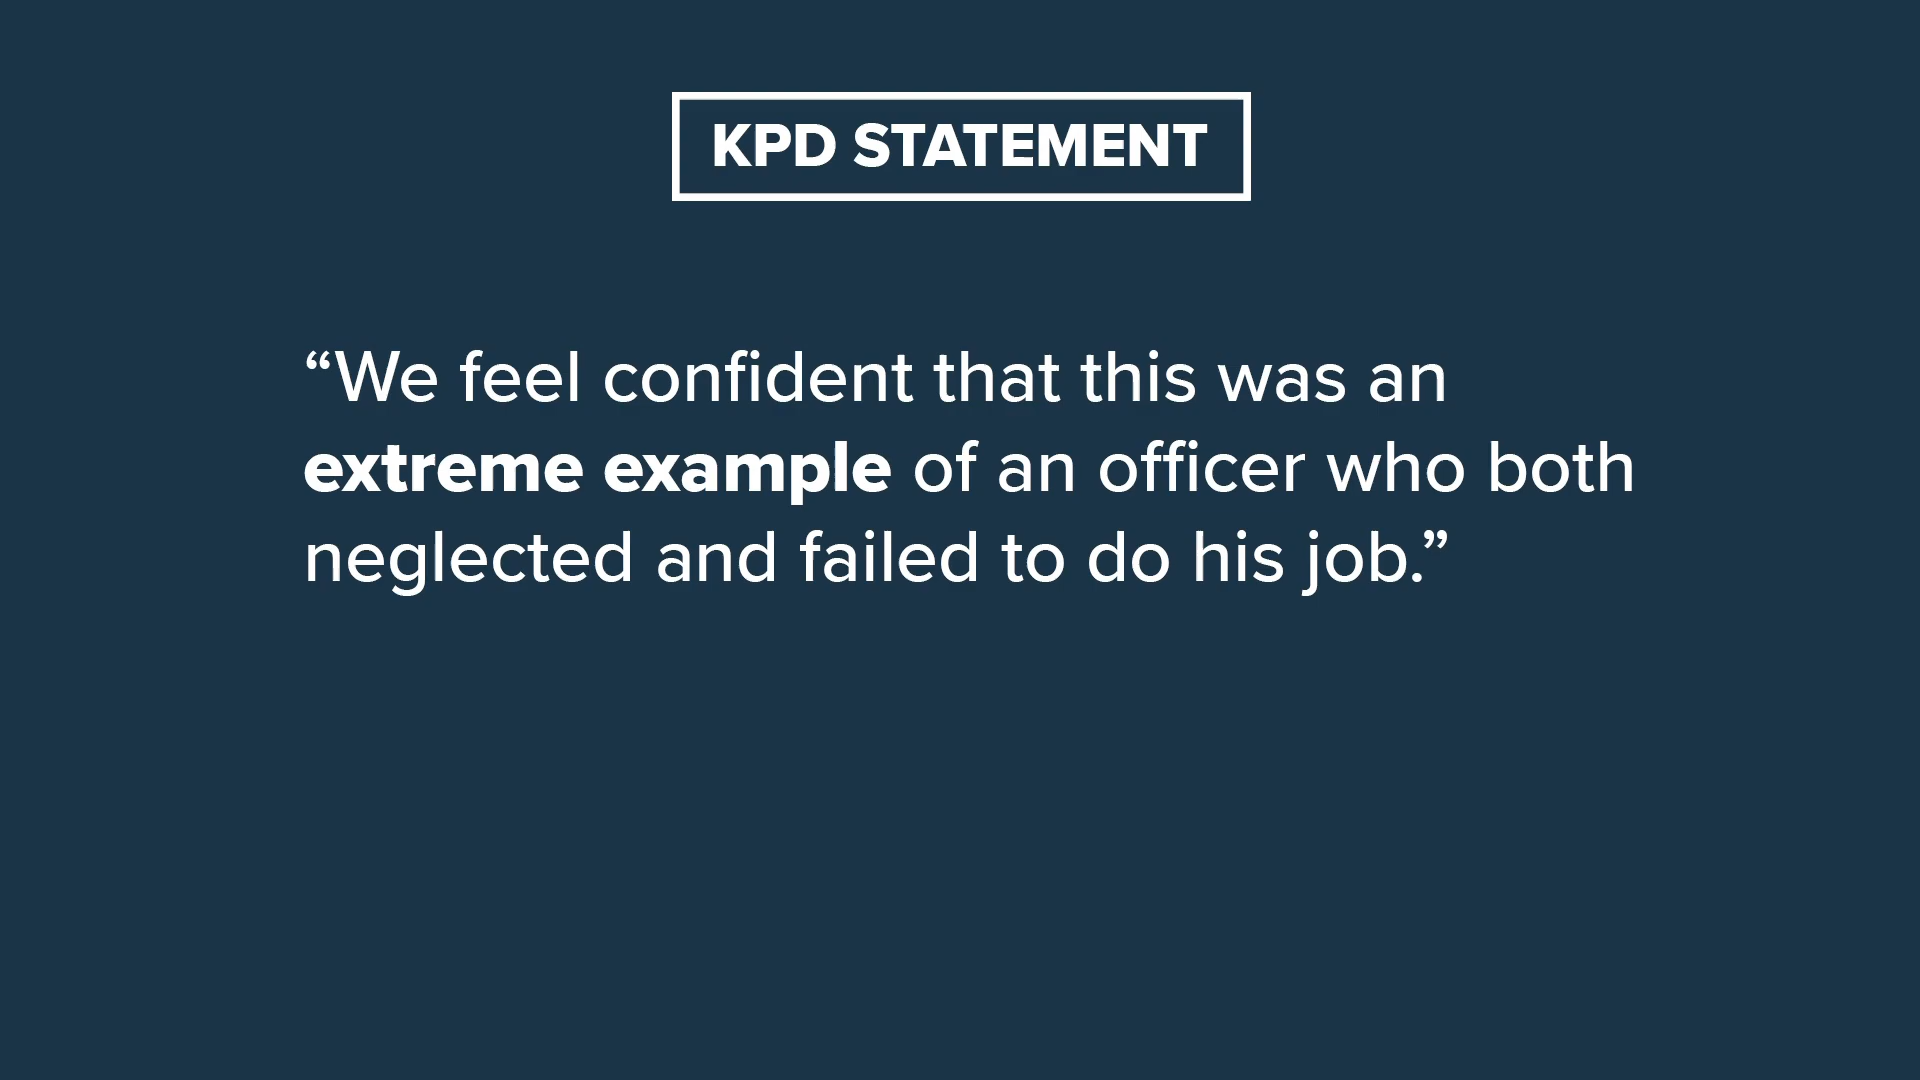 KPD STATEMENT
“We feel confident that this was an
extreme example of an officer who both
neglected and failed to do his job.”